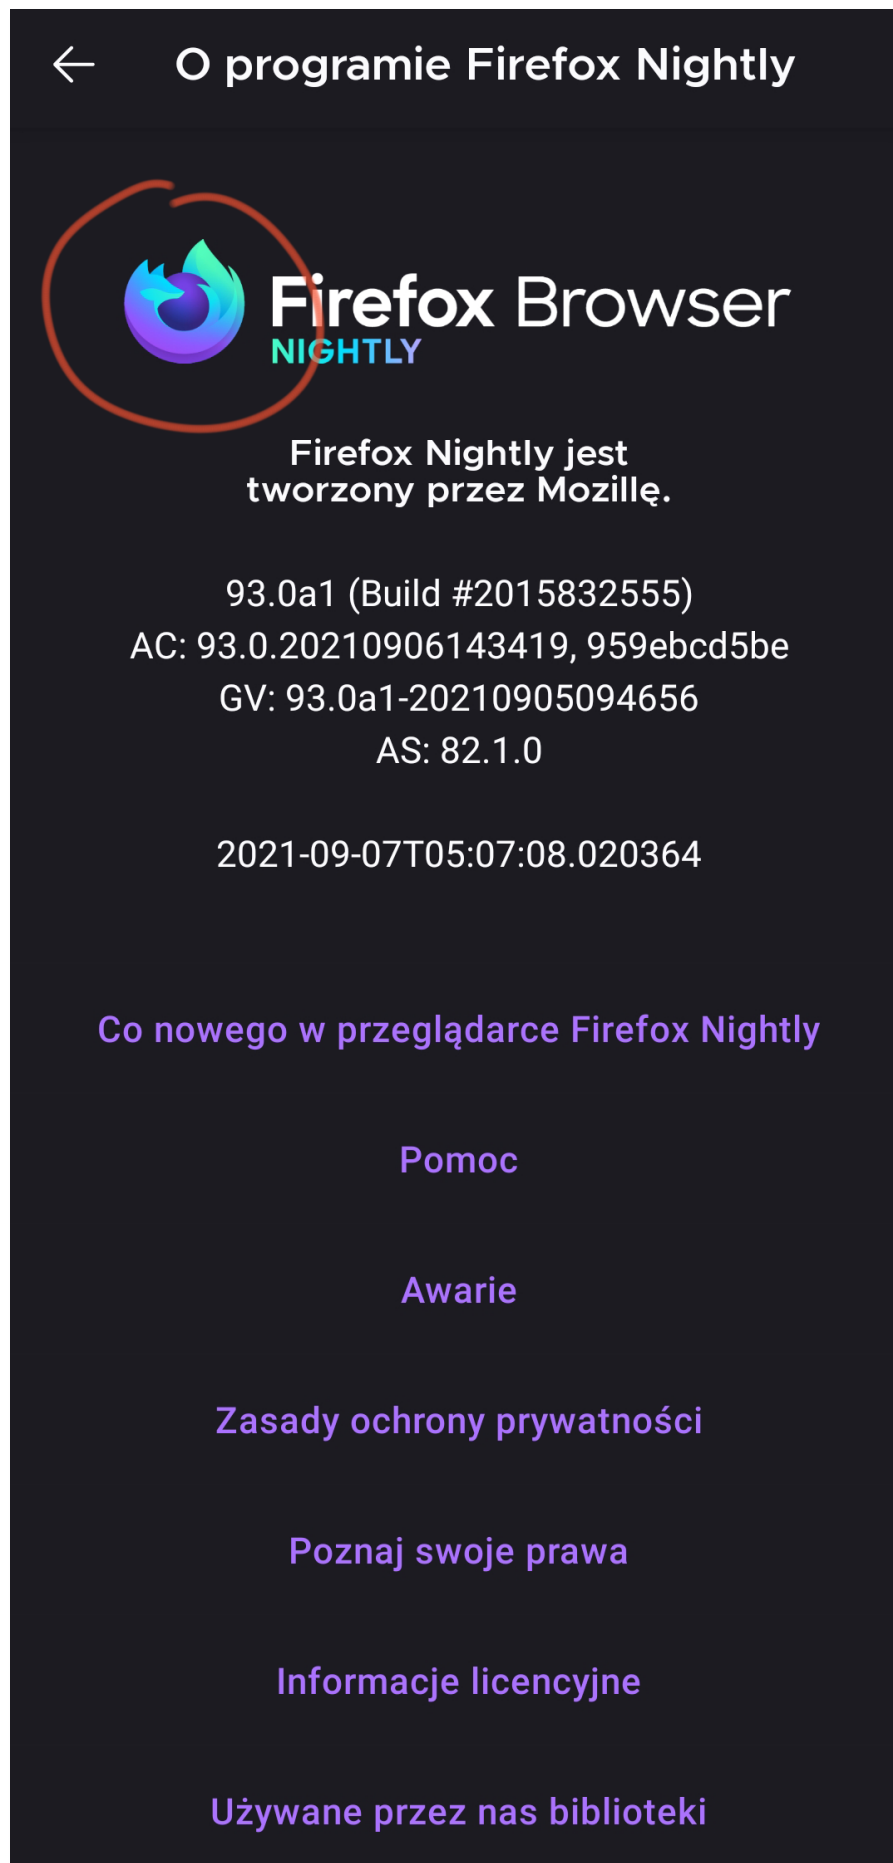 O programie Firefox Nightly
Firefox Browser
NIGHTLY
Firefox Nightly jest
tworzony przez Mozillę.
93.0a1 (Build #2015832555)
AC: 93.0.20210906143419, 959ebcd5be
GV: 93.0a1-20210905094656
AS: 82.1.0
2021-09-07T05:07:08.020364
Co nowego w przeglądarce Firefox Nightly
Pomoc
Awarie
Zasady ochrony prywatności
Poznaj swoje prawa
Informacje licencyjne
Używane przez nas biblioteki